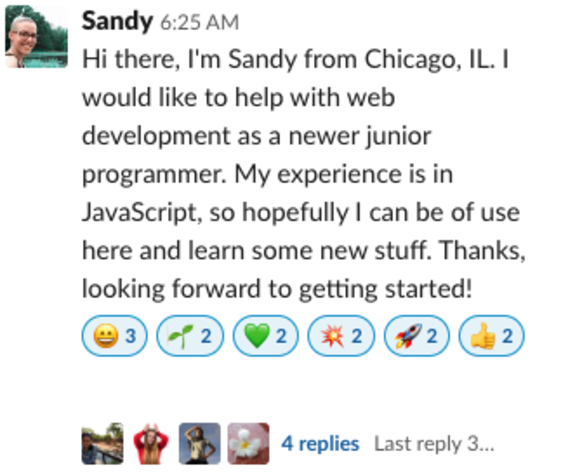 Sandy 6:25 AM
Hi there, I'm Sandy from Chicago, IL. I
would like to help with web
development as a newer junior
programmer. My experience is in
JavaScript, so hopefully I can be of use
here and learn some new stuff. Thanks,
looking forward to getting started!
3 2 2 2 2 2
4 replies Last reply 3...